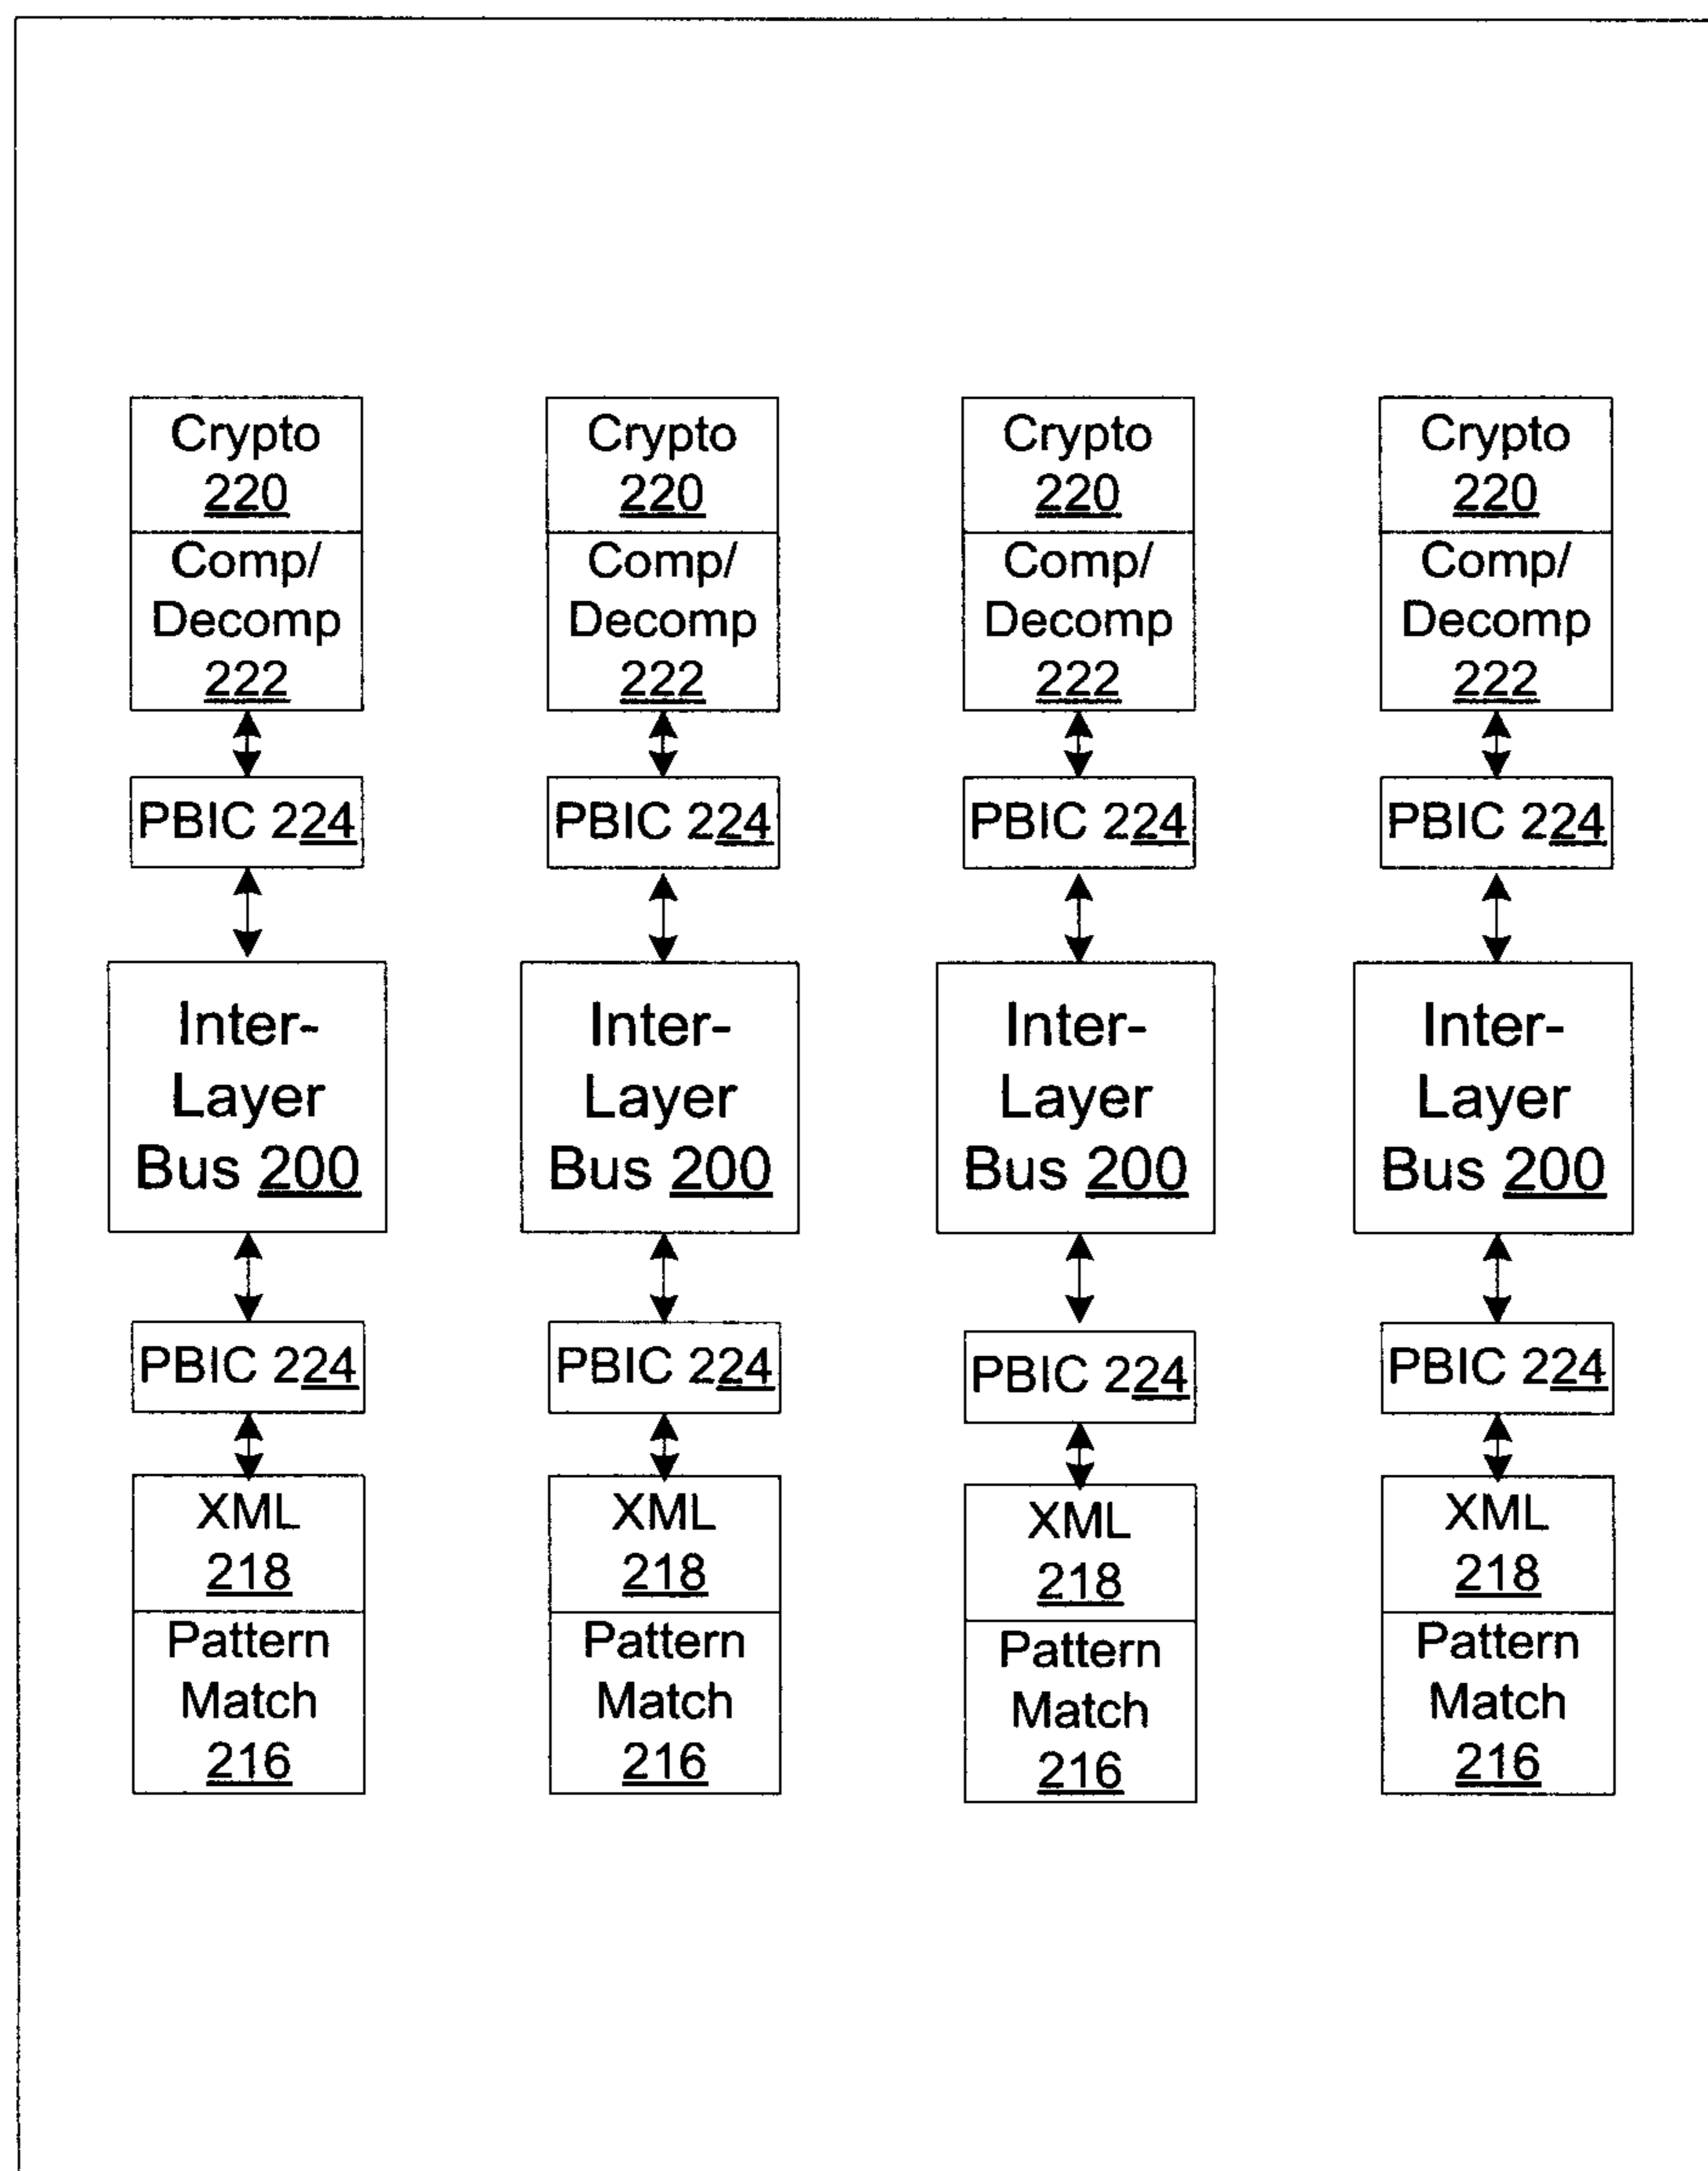 Crypto
220
Comp/
Decomp
222
PBIC 224
Inter-
Layer
Bus 200
PBIC 224
XML
218
Pattern
Match
216
Crypto
220
Comp/
Decomp
222
PBIC 224
Inter-
Layer
Bus 200
PBIC 224
XML
218
Pattern
Match
216
Crypto
220
Comp/
Decomp
222
PBIC 224
Inter-
Layer
Bus 200
PBIC 224
XML
218
Pattern
Match
216
Crypto
220
Comp/
Decomp
222
PBIC 224
Inter-
Layer
Bus 200
PBIC 224
XML
218
Pattern
Match
216